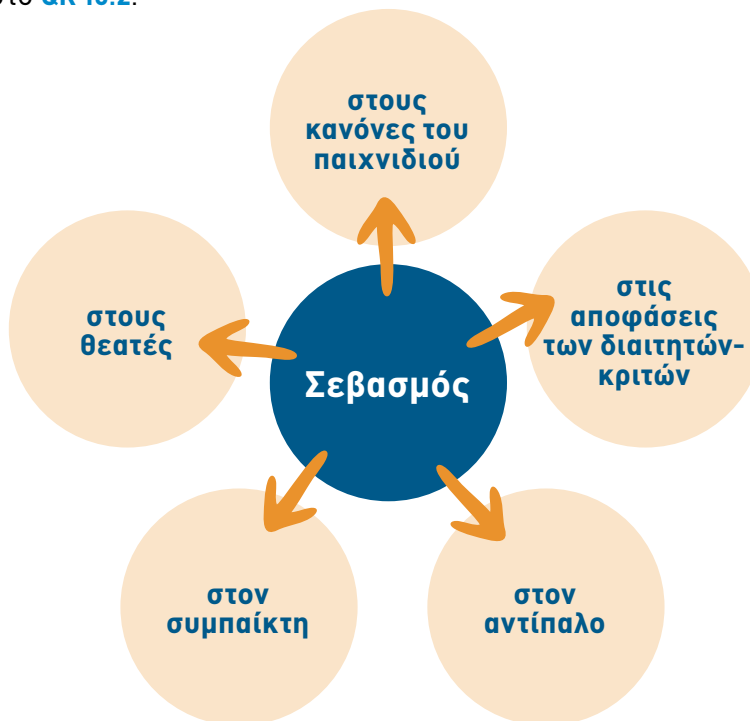 στους
κανόνες του
παιχνιδιού
στις
αποφάσεις
των διαιτητών-
κριτών
στους
θεατές
Σεβασμός
στον
συμπαίκτη
στον
αντίπαλο